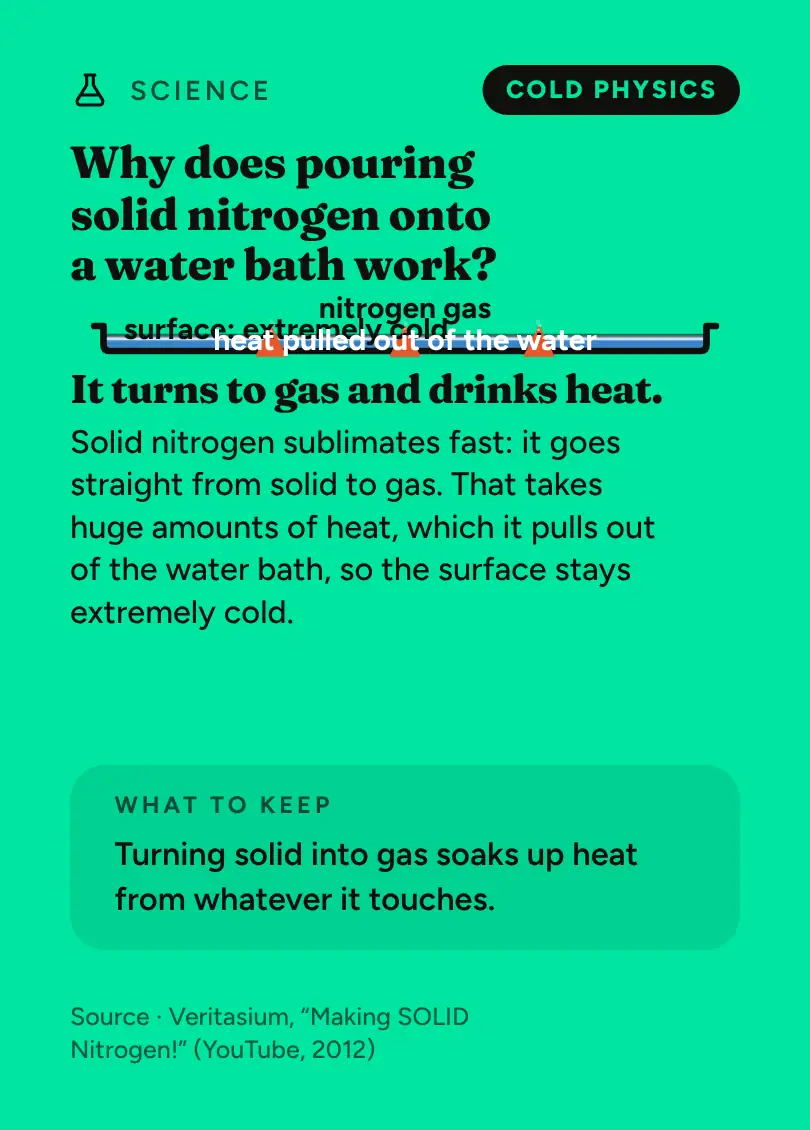 SCIENCE
COLD PHYSICS
Why does pouring
solid nitrogen onto
a water bath work?
nitrogen gas
surface: extremely cold
heat pulled out of the water
It turns to gas and drinks heat.
Solid nitrogen sublimates fast: it goes
straight from solid to gas. That takes
huge amounts of heat, which it pulls out
of the water bath, so the surface stays
extremely cold.
WHAT TO KEEP
Turning solid into gas soaks up heat
from whatever it touches.
Source · Veritasium, “Making SOLID
Nitrogen!” (YouTube, 2012)